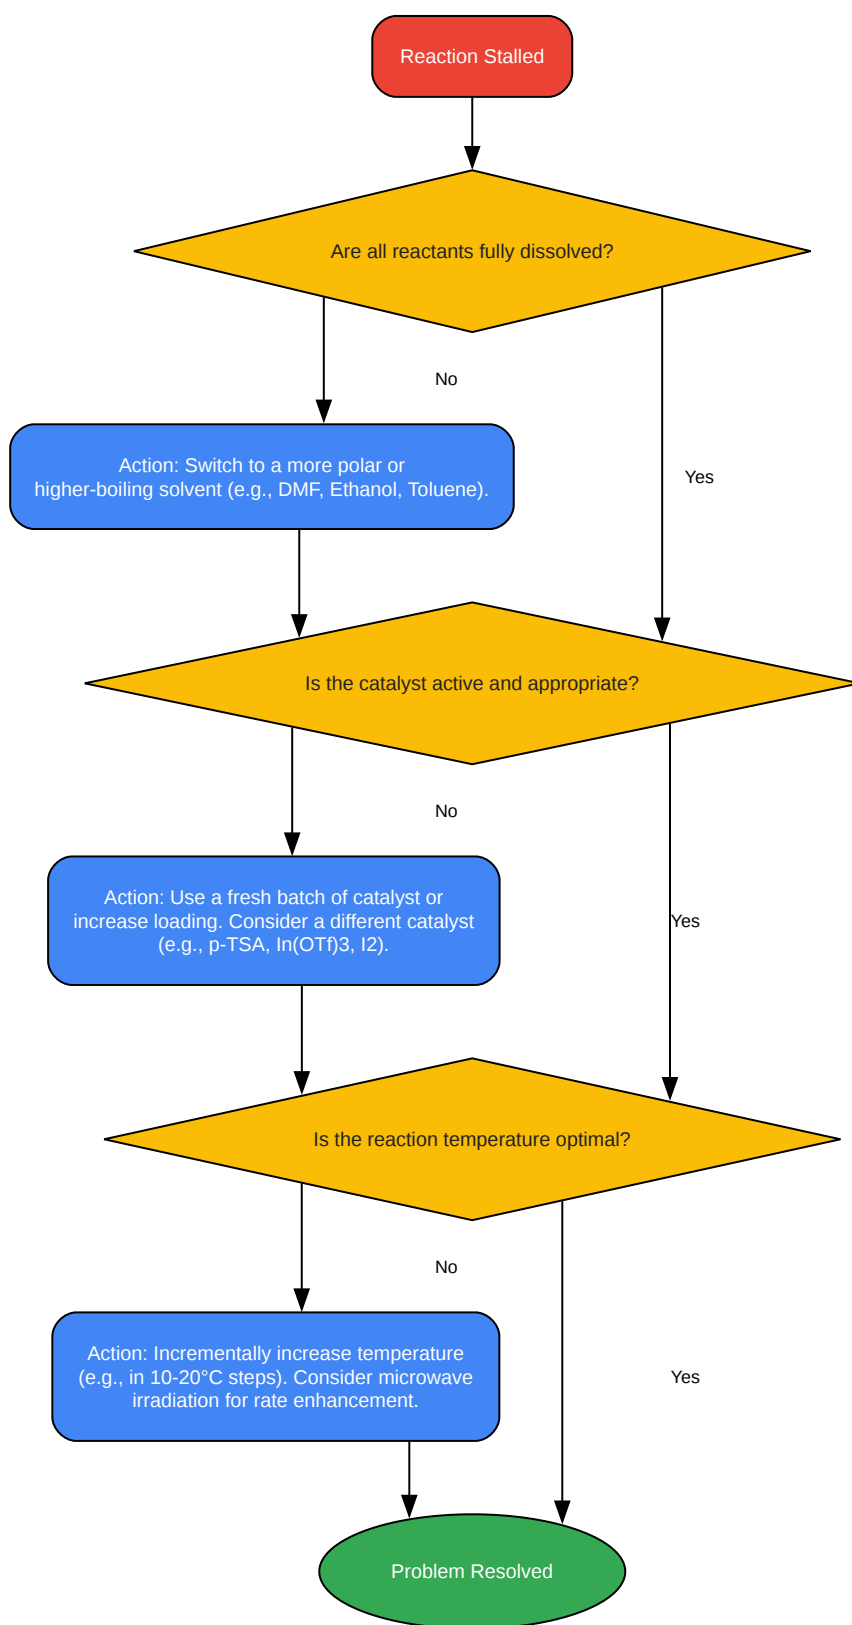 Reaction Stalled
Are all reactants fully dissolved?
No
Action: Switch to a more polar or
higher-boiling solvent (e.g., DMF, Ethanol, Toluene).
Yes
Is the catalyst active and appropriate?
No
Action: Use a fresh batch of catalyst or
increase loading. Consider a different catalyst
(e.g., p-TSA, In(OTf)3, I2).
Yes
Is the reaction temperature optimal?
No
Action: Incrementally increase temperature
(e.g., in 10-20°C steps). Consider microwave
irradiation for rate enhancement.
Yes
Problem Resolved